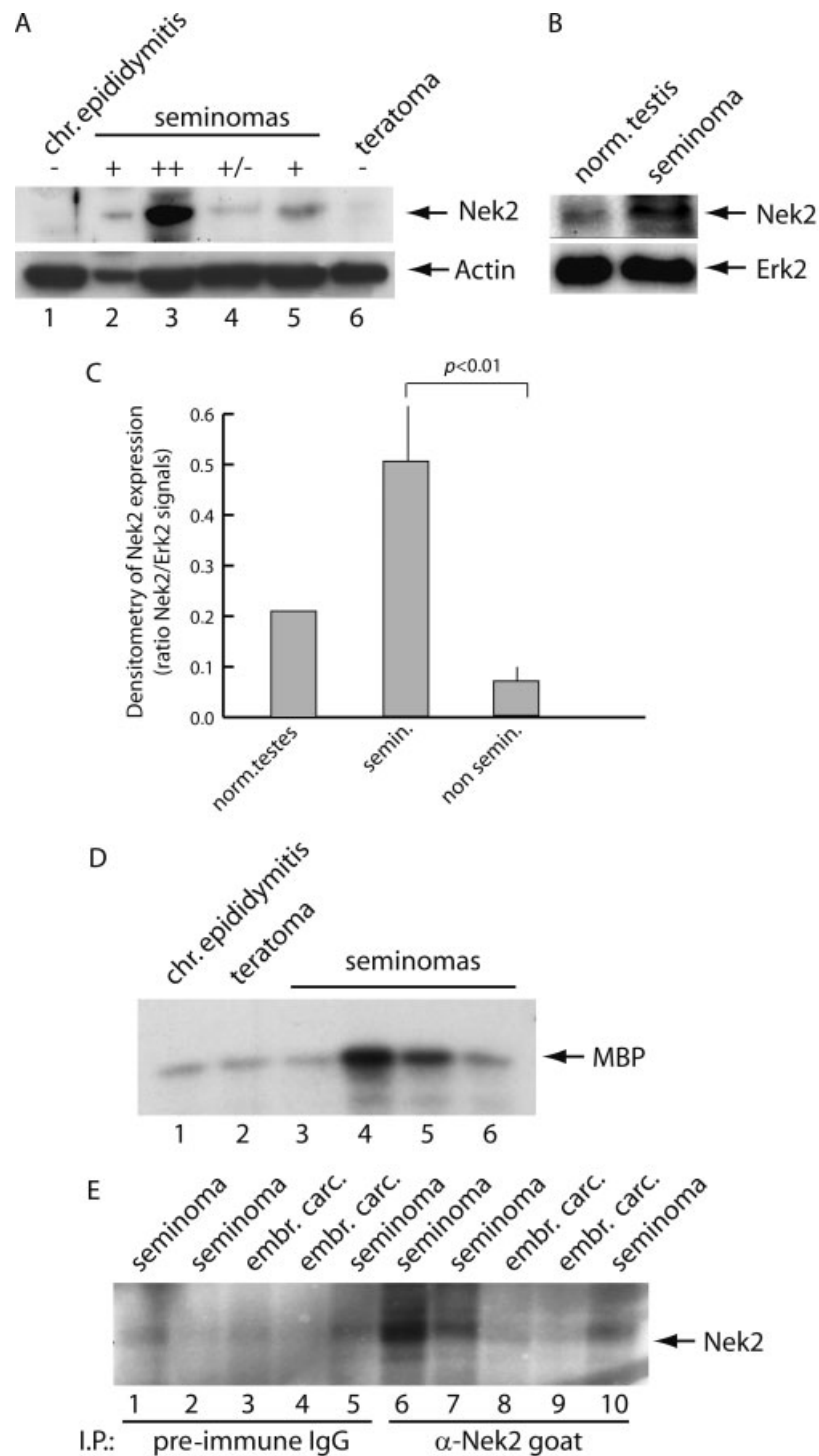 A
chr. epididymitis
seminomas
teratoma
- + ++ +/- + -
Nek2
Actin
1 2 3 4 5 6
B
norm. testis
seminoma
Nek2
Erk2
C
p<0.01
Densitometry of Nek2 expression
(ratio Nek2/Erk2 signals)
0.6
0.5
0.4
0.3
0.2
0.1
0.0
norm.testes
semin.
non semin.
D
chr. epididymitis
teratoma
seminomas
MBP
1 2 3 4 5 6
E
seminoma
seminoma
embr. carc.
embr. carc.
seminoma
seminoma
seminoma
embr. carc.
embr. carc.
seminoma
Nek2
1 2 3 4 5 6 7 8 9 10
I.P.: pre-immune IgG α-Nek2 goat